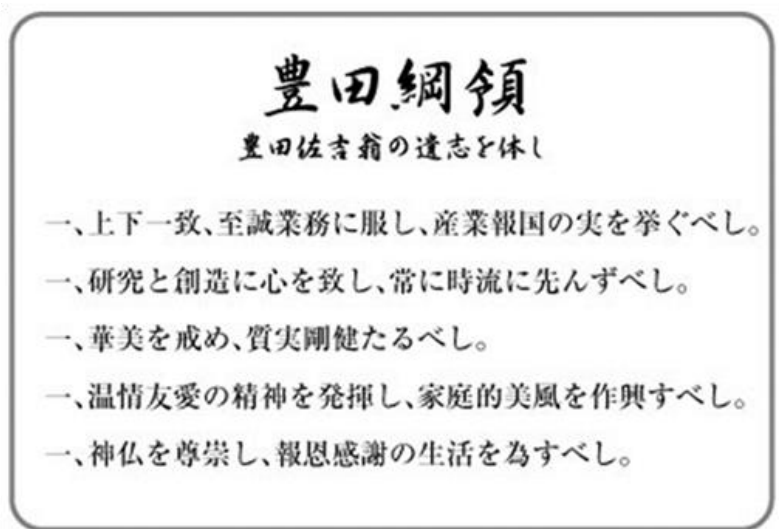 豊田綱領
豊田佐吉翁の遺志を体し
一、上下一致、至誠業務に服し、産業報国の実を挙ぐべし。
一、研究と創造に心を致し、常に時流に先んずべし。
一、華美を戒め、質実剛健たるべし。
一、温情友愛の精神を発揮し、家庭的美風を作興すべし。
一、神仏を尊崇し、報恩感謝の生活を為すべし。